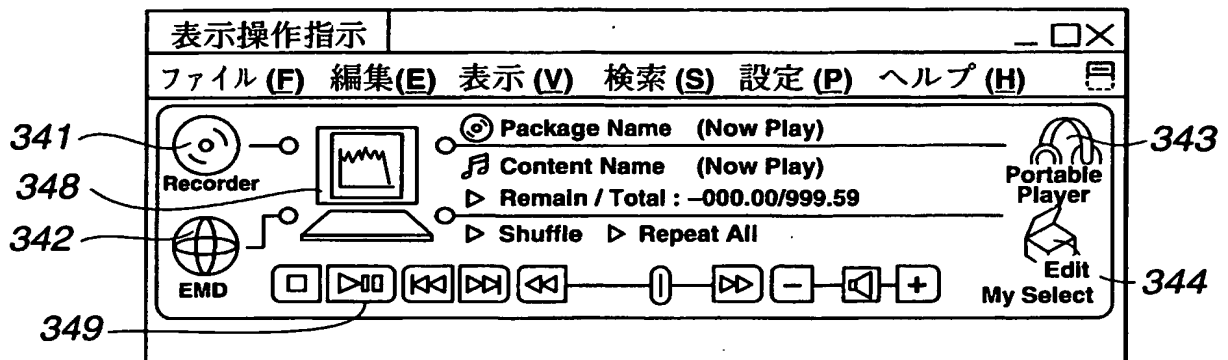 表示操作指示
ファイル (F) 編集(E) 表示 (V) 検索 (S) 設定 (P) ヘルプ (H)
341
Recorder
348
342
EMD
349
Package Name (Now Play)
Content Name (Now Play)
Remain / Total : –000.00/999.59
Shuffle Repeat All
343
Portable
Player
Edit
My Select
344